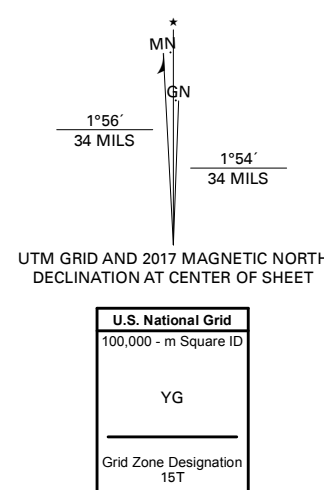 MN
GN
1°56´
34 MILS
1°54´
34 MILS
UTM GRID AND 2017 MAGNETIC NORTH
DECLINATION AT CENTER OF SHEET
U.S. National Grid
100,000 - m Square ID
YG
Grid Zone Designation
15T